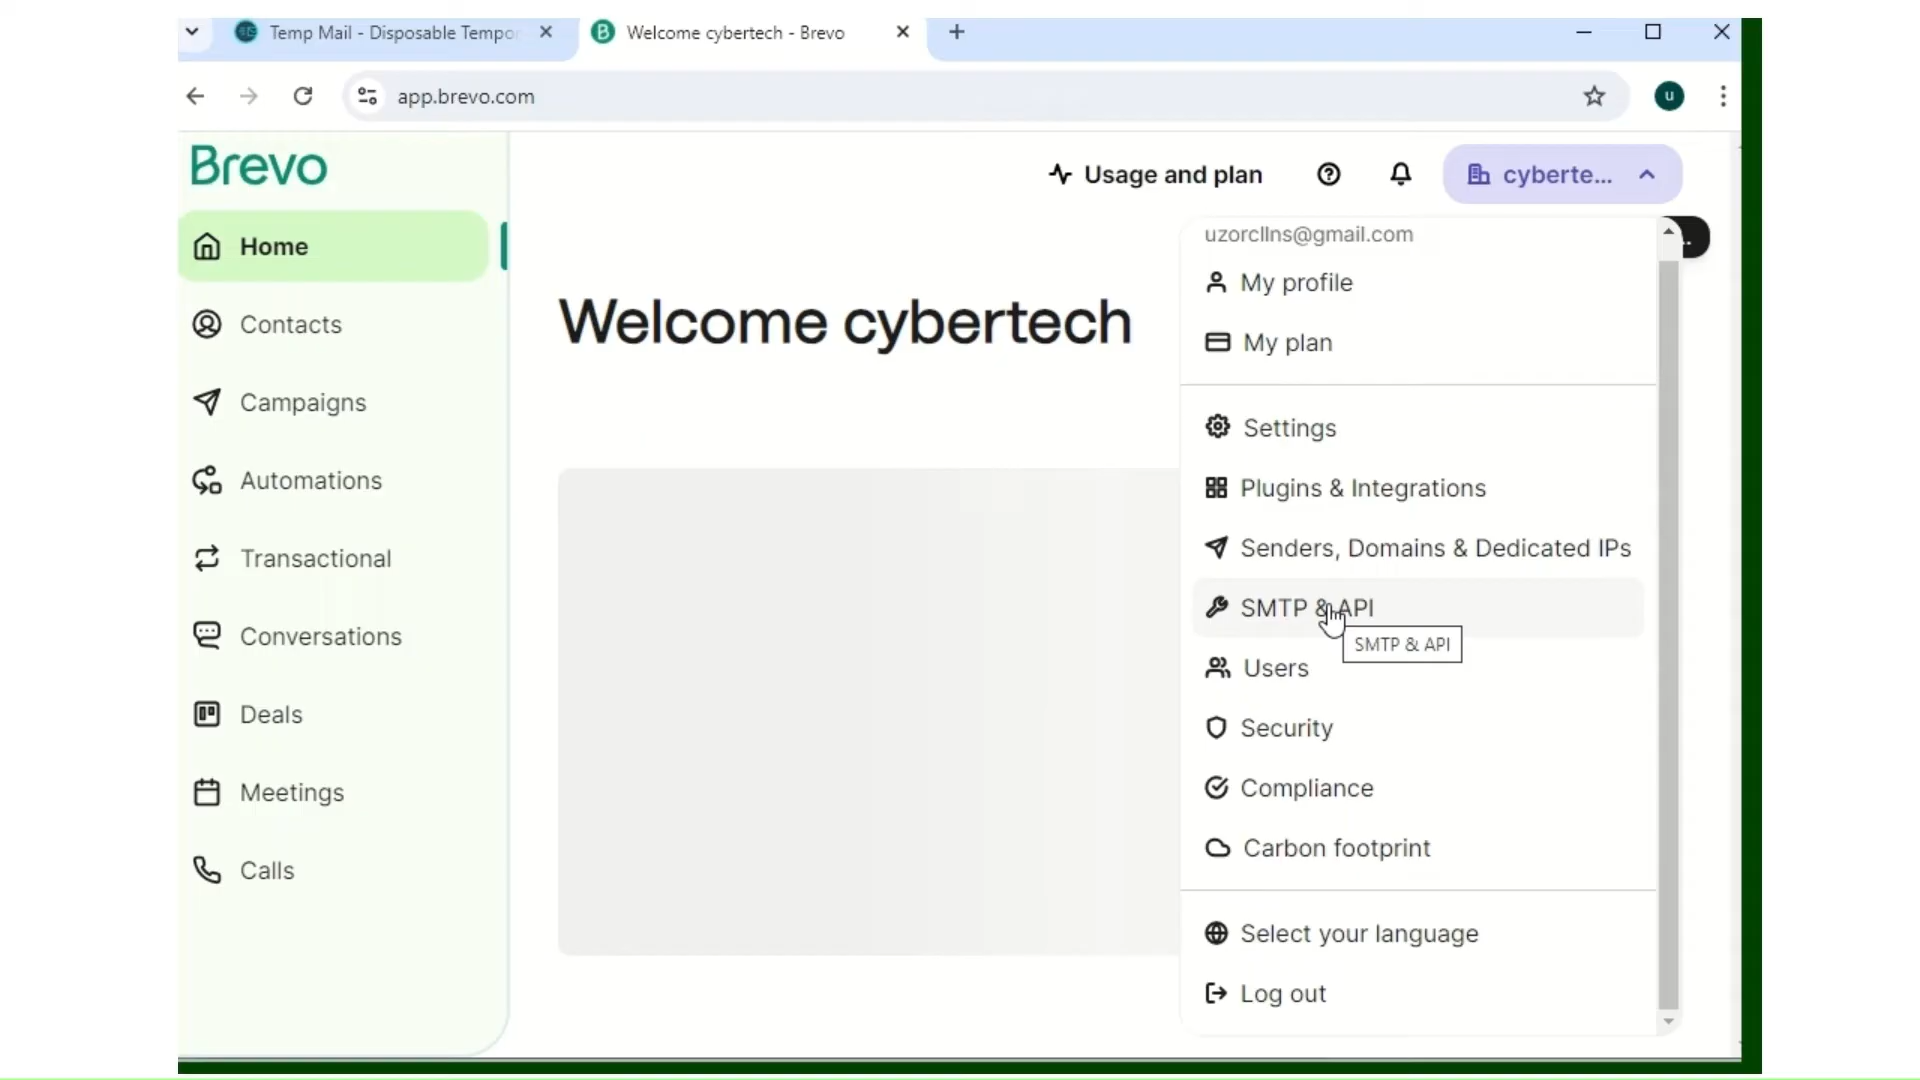 Temp Mail - Disposable Tempo
Welcome cybertech - Brevo
app.brevo.com
u
Brevo
Usage and plan
cyberte...
Home
Contacts
Campaigns
Automations
Transactional
Conversations
Deals
Meetings
Calls
Welcome cybertech
uzorcllns@gmail.com
My profile
My plan
Settings
Plugins & Integrations
Senders, Domains & Dedicated IPs
SMTP & API
SMTP & API
Users
Security
Compliance
Carbon footprint
Select your language
Log out